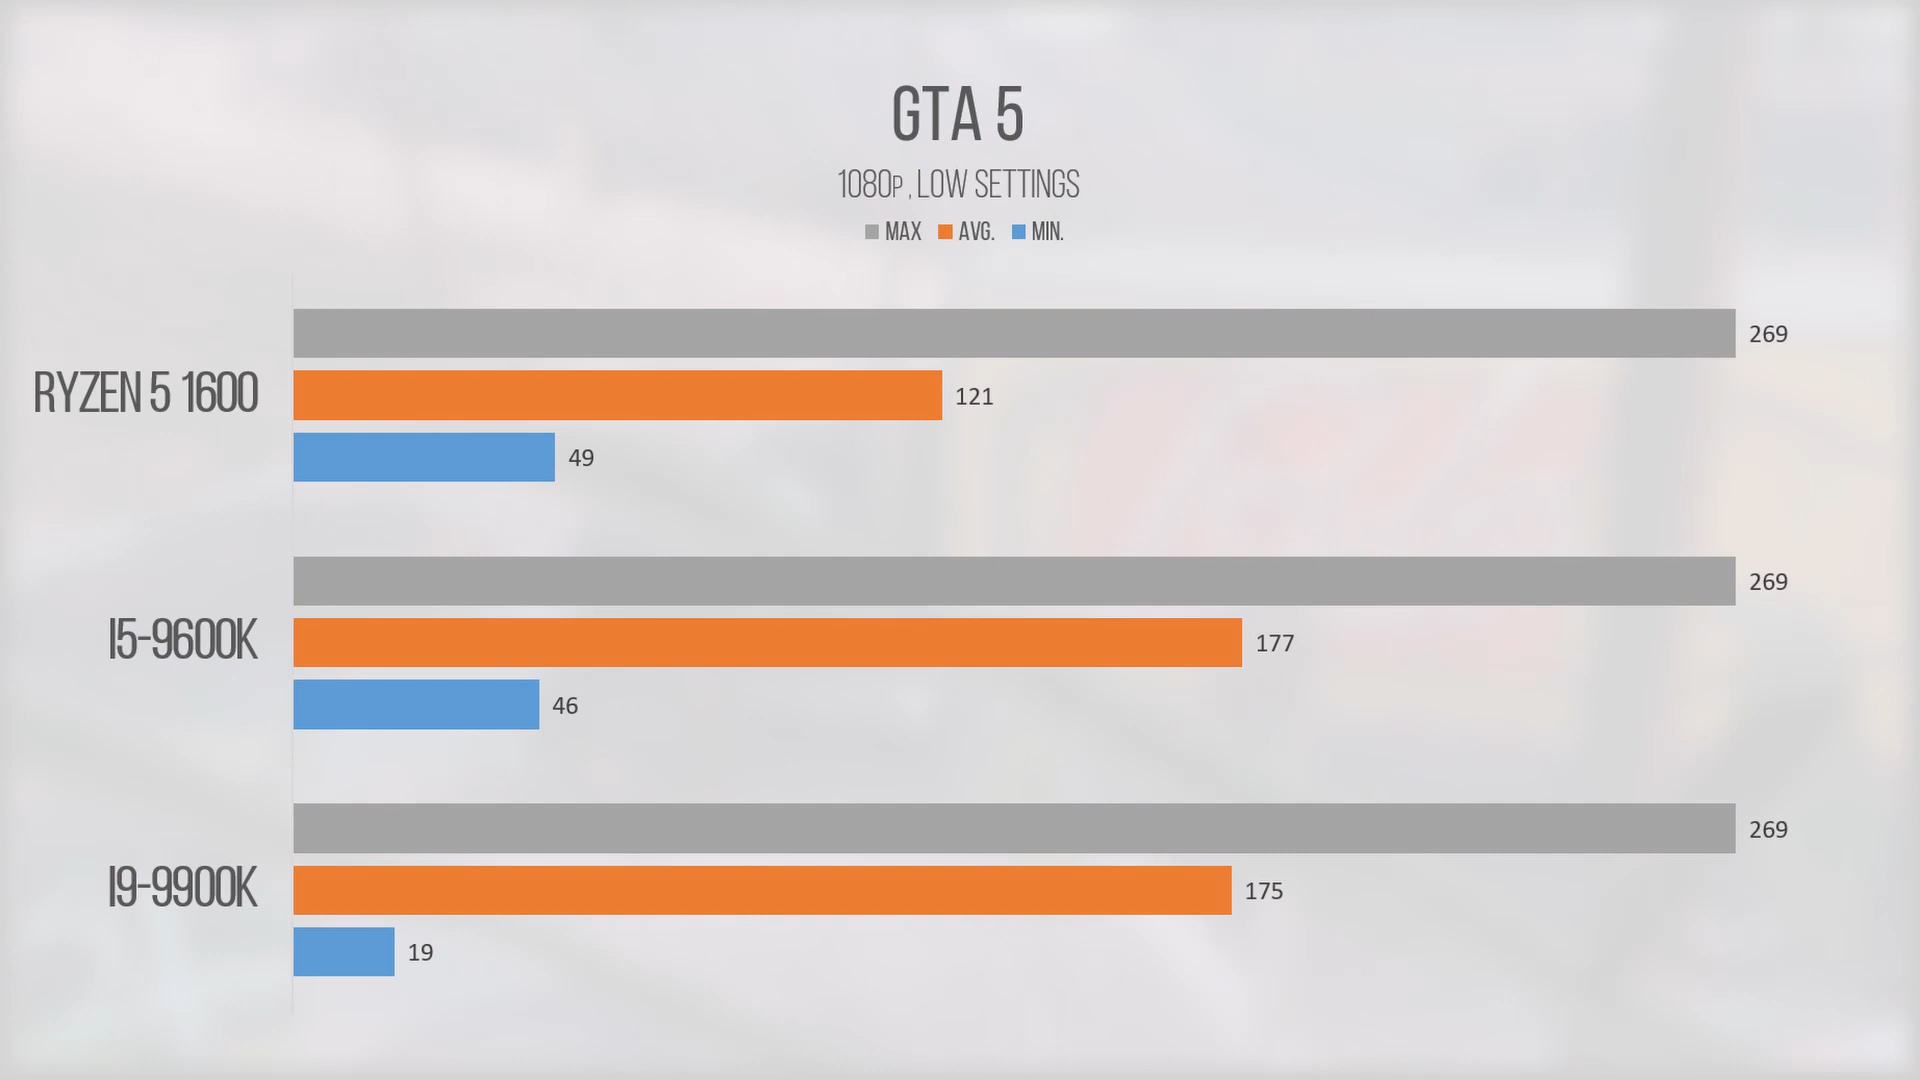 GTA 5
1080P, LOW SETTINGS
MAX AVG. MIN.
269
RYZEN 5 1600
121
49
269
I5-9600K
177
46
269
I9-9900K
175
19